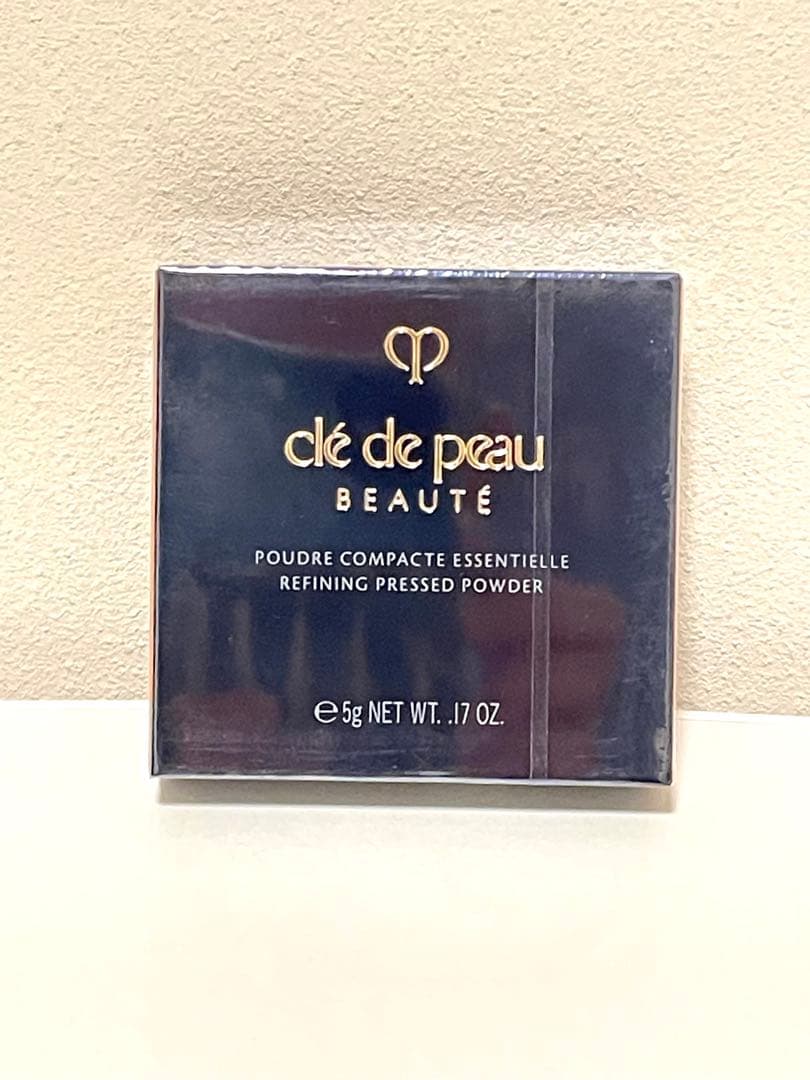 clé de peau
BEAUTÉ
POUDRE COMPACTE ESSENTIELLE
REFINING PRESSED POWDER
℮ 5g NET WT. .17 OZ.